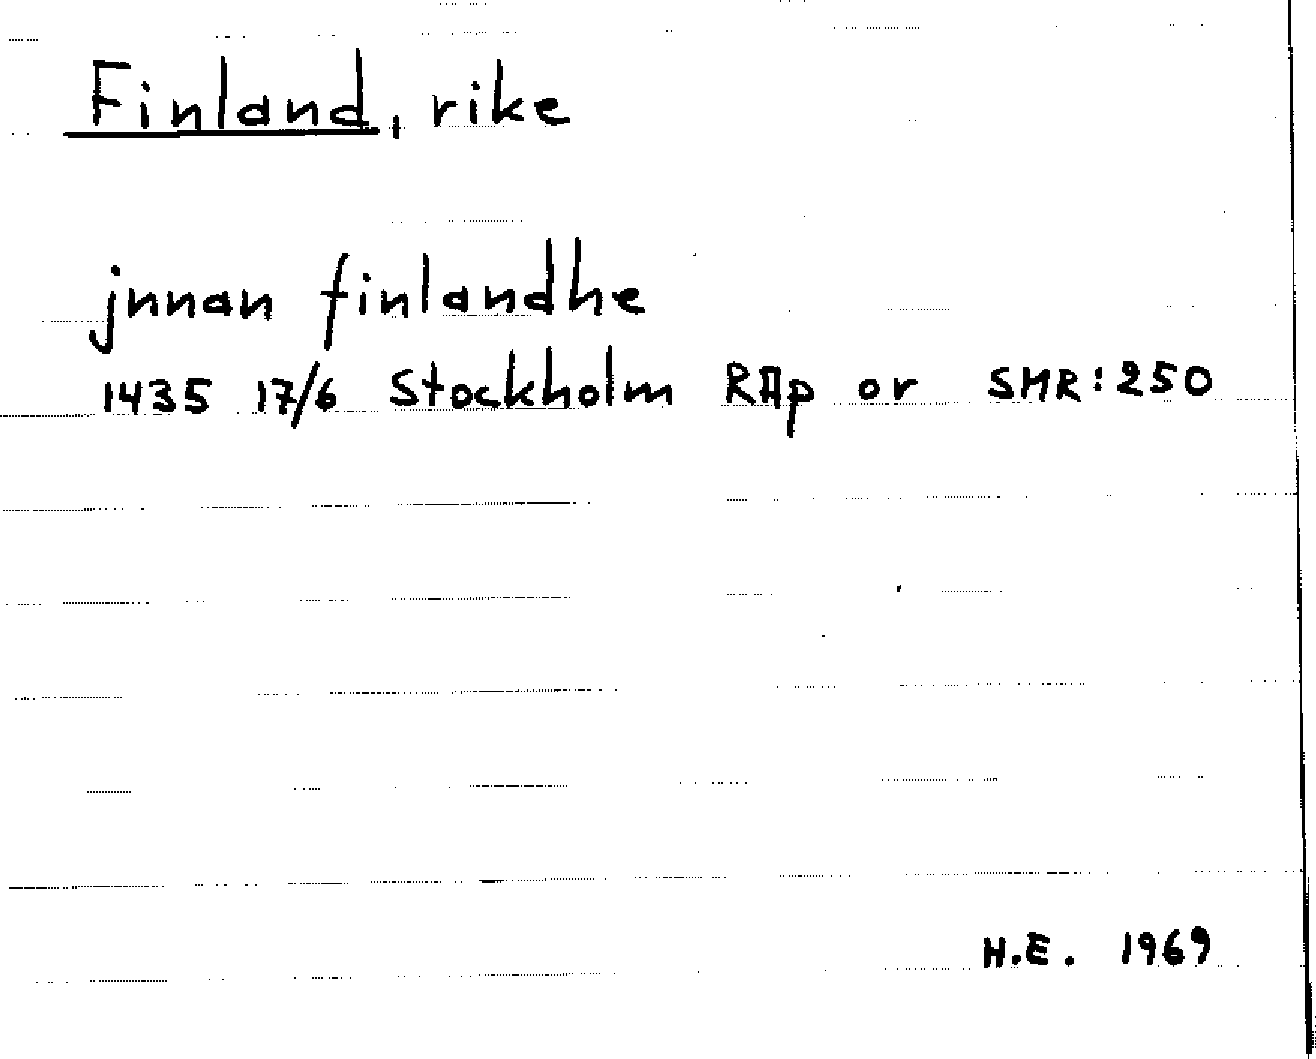 Finland, rike
jnnan finlandhe
1435 17/6 Stockholm RAp or SMR:250
H.E. 1969